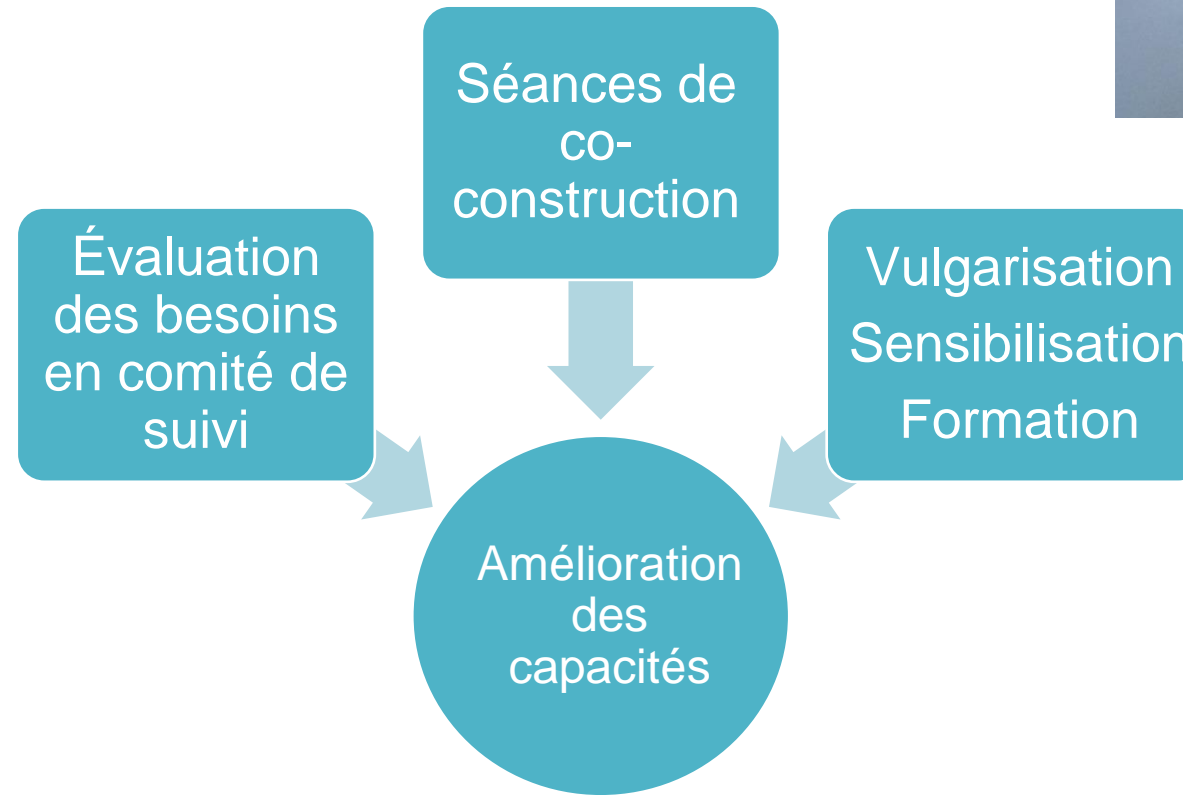 Séances de
co-
construction
Évaluation
des besoins
en comité de
suivi
Vulgarisation
Sensibilisation
Formation
Amélioration
des
capacités